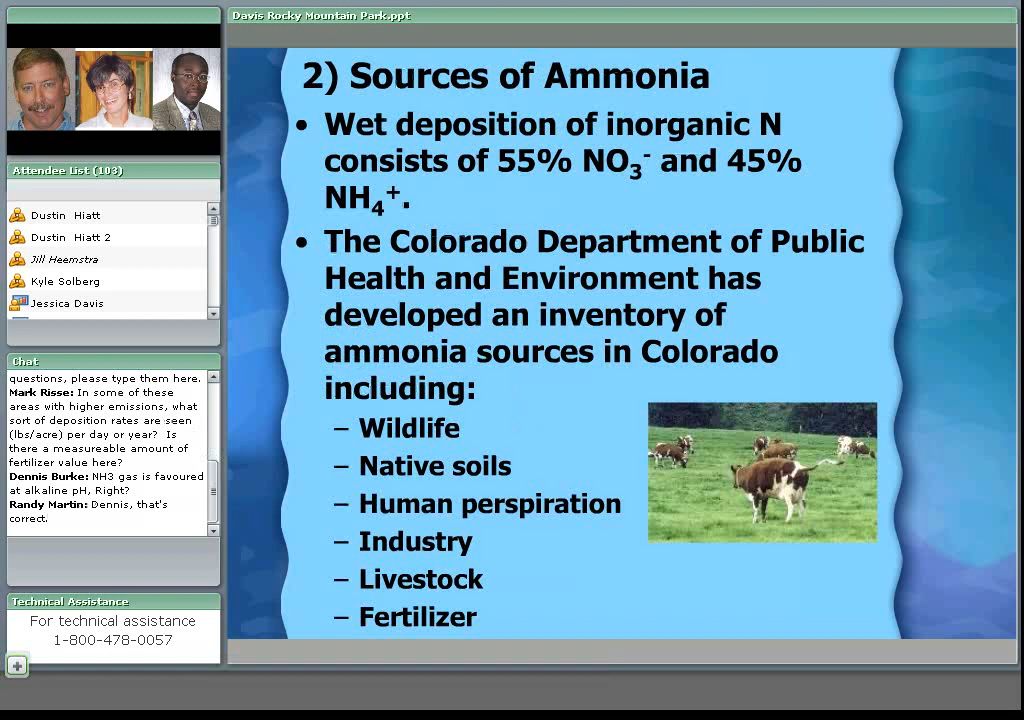 Davis Rocky Mountain Park.ppt
Attendee List (103)
Dustin Hiatt
Dustin Hiatt 2
Jill Heemstra
Kyle Solberg
Jessica Davis
Chat
questions, please type them here.
Mark Risse: In some of these
areas with higher emissions, what
sort of deposition rates are seen
(lbs/acre) per day or year? Is
there a measureable amount of
fertilizer value here?
Dennis Burke: NH3 gas is favoured
at alkaline pH, Right?
Randy Martin: Dennis, that's
correct.
Technical Assistance
For technical assistance
1-800-478-0057
2) Sources of Ammonia
• Wet deposition of inorganic N
consists of 55% NO3- and 45%
NH4+.
• The Colorado Department of Public
Health and Environment has
developed an inventory of
ammonia sources in Colorado
including:
– Wildlife
– Native soils
– Human perspiration
– Industry
– Livestock
– Fertilizer